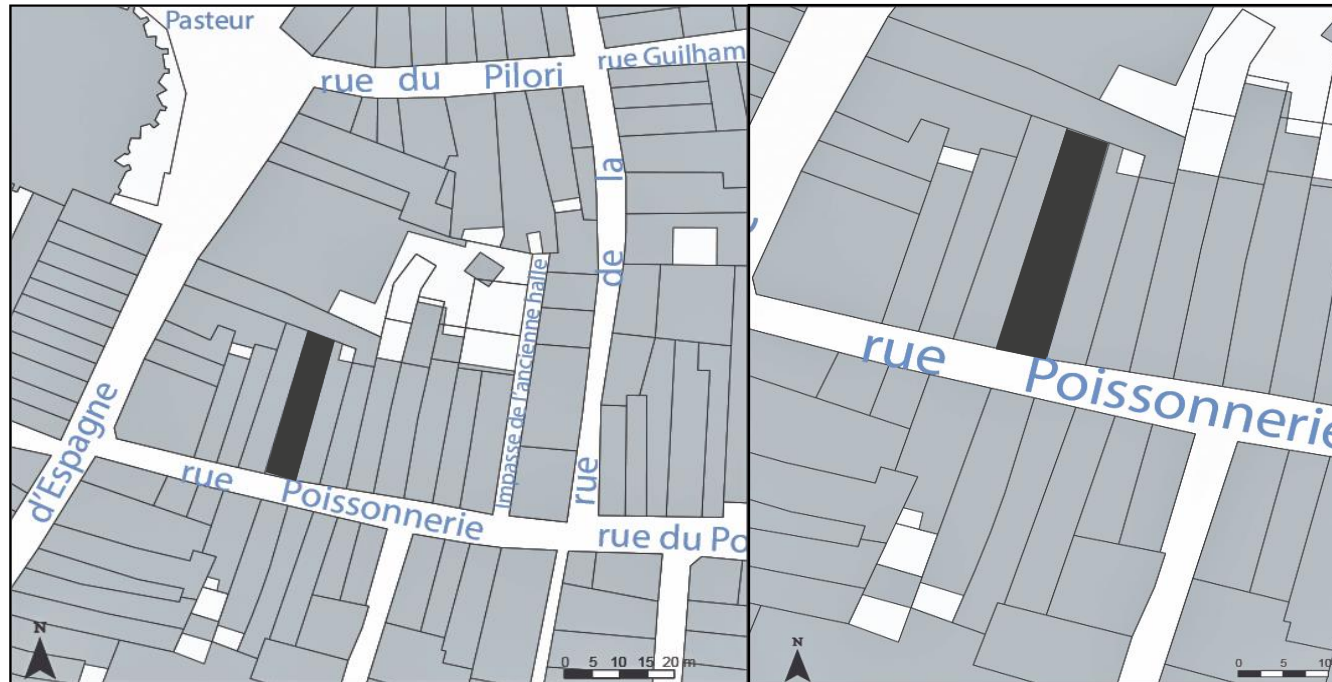 Pasteur
rue du Pilori
rue Guilham
rue de la
Impasse de l'ancienne halle
d'Espagne
rue Poissonnerie
rue du Po
N
0 5 10 15 20 m
rue Poissonnerie
N
0 5 10